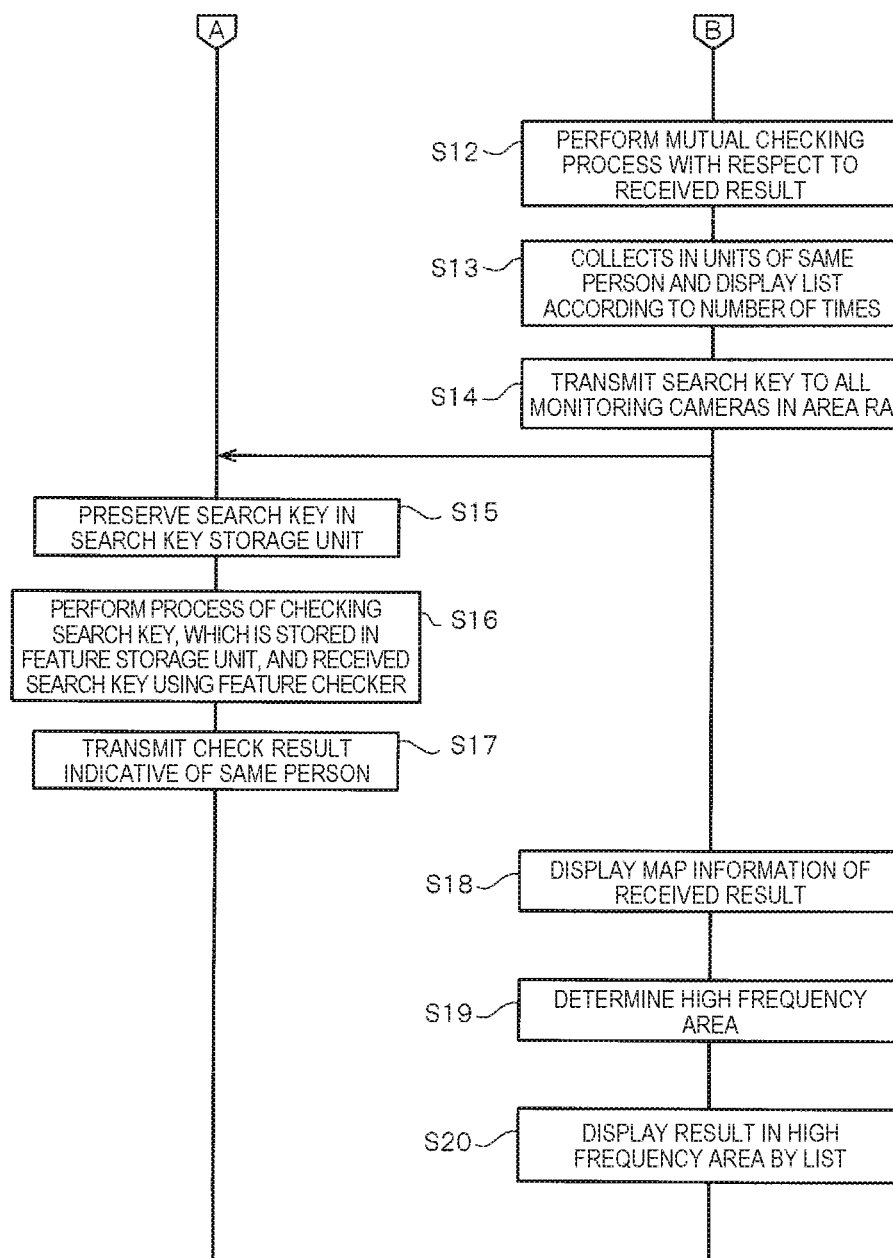 A
B
S12
PERFORM MUTUAL CHECKING
PROCESS WITH RESPECT TO
RECEIVED RESULT
S13
COLLECTS IN UNITS OF SAME
PERSON AND DISPLAY LIST
ACCORDING TO NUMBER OF TIMES
S14
TRANSMIT SEARCH KEY TO ALL
MONITORING CAMERAS IN AREA RA
PRESERVE SEARCH KEY IN
SEARCH KEY STORAGE UNIT
S15
PERFORM PROCESS OF CHECKING
SEARCH KEY, WHICH IS STORED IN
FEATURE STORAGE UNIT, AND RECEIVED
SEARCH KEY USING FEATURE CHECKER
S16
TRANSMIT CHECK RESULT
INDICATIVE OF SAME PERSON
S17
S18
DISPLAY MAP INFORMATION OF
RECEIVED RESULT
S19
DETERMINE HIGH FREQUENCY
AREA
S20
DISPLAY RESULT IN HIGH
FREQUENCY AREA BY LIST